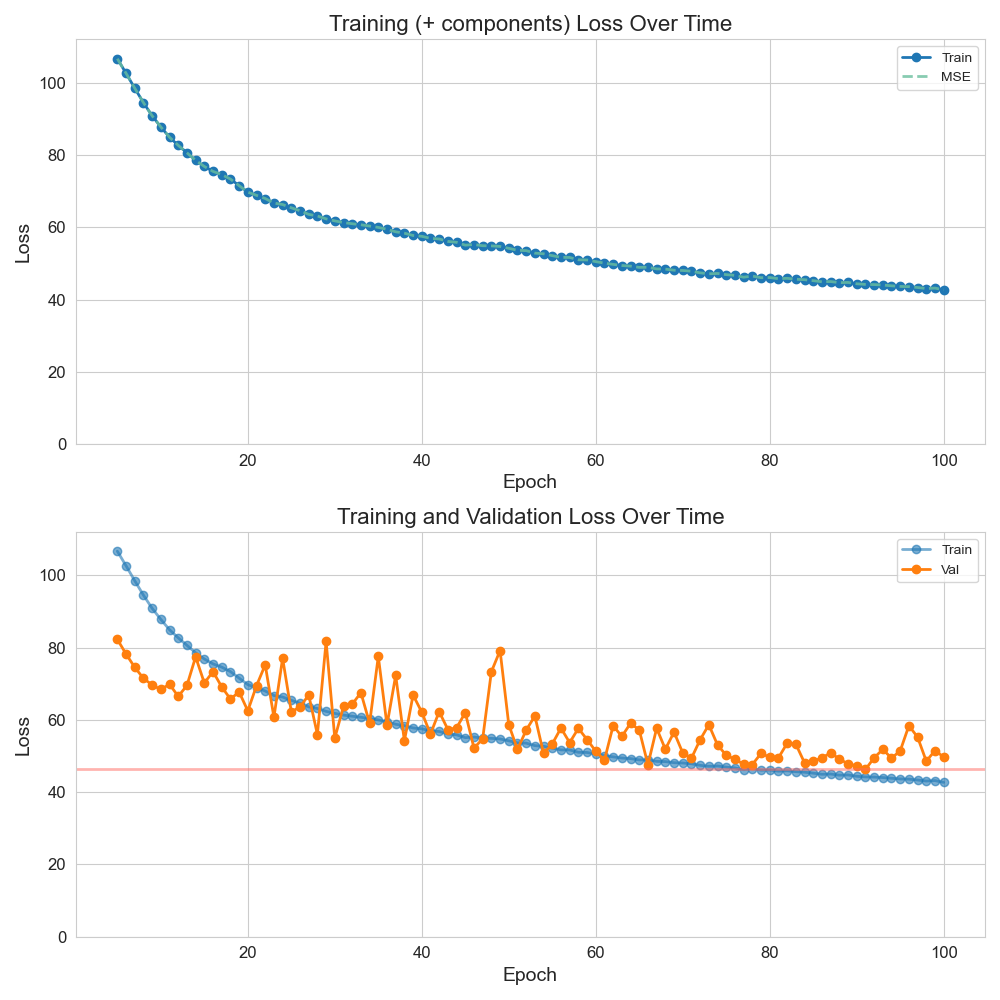 Training (+ components) Loss Over Time
Train
MSE
Loss
100
80
60
40
20
0
20 40 60 80 100
Epoch
Training and Validation Loss Over Time
Train
Val
Loss
100
80
60
40
20
0
20 40 60 80 100
Epoch